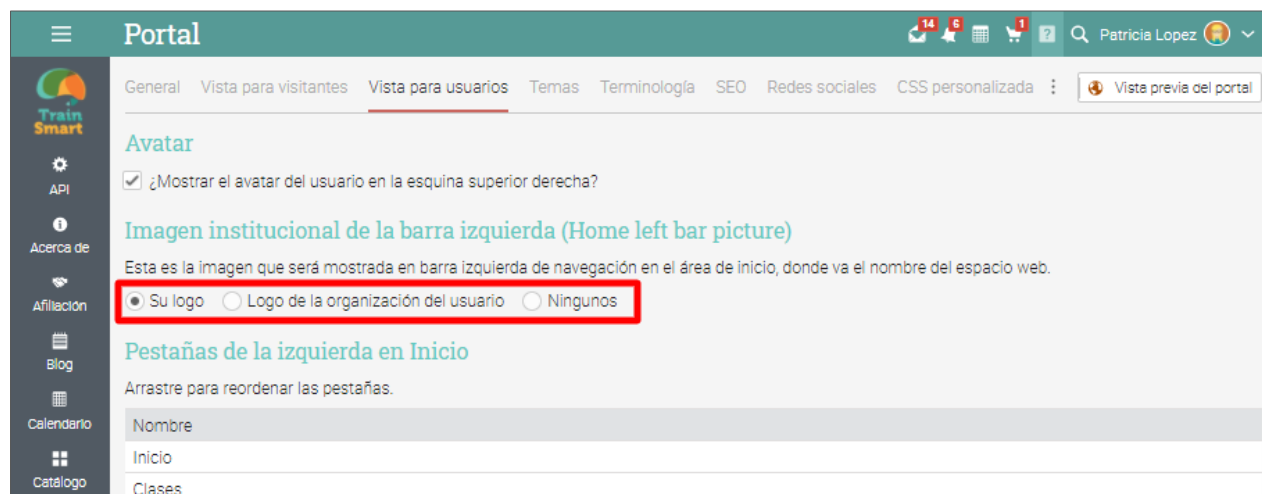 Portal
14
6
1
?
Patricia Lopez
Train
Smart
API
Acerca de
Afiliación
Blog
Calendario
Catálogo
General Vista para visitantes Vista para usuarios Temas Terminología SEO Redes sociales CSS personalizada Vista previa del portal
Avatar
¿Mostrar el avatar del usuario en la esquina superior derecha?
Imagen institucional de la barra izquierda (Home left bar picture)
Esta es la imagen que será mostrada en barra izquierda de navegación en el área de inicio, donde va el nombre del espacio web.
Su logo Logo de la organización del usuario Ningunos
Pestañas de la izquierda en Inicio
Arrastre para reordenar las pestañas.
Nombre
Inicio
Clases